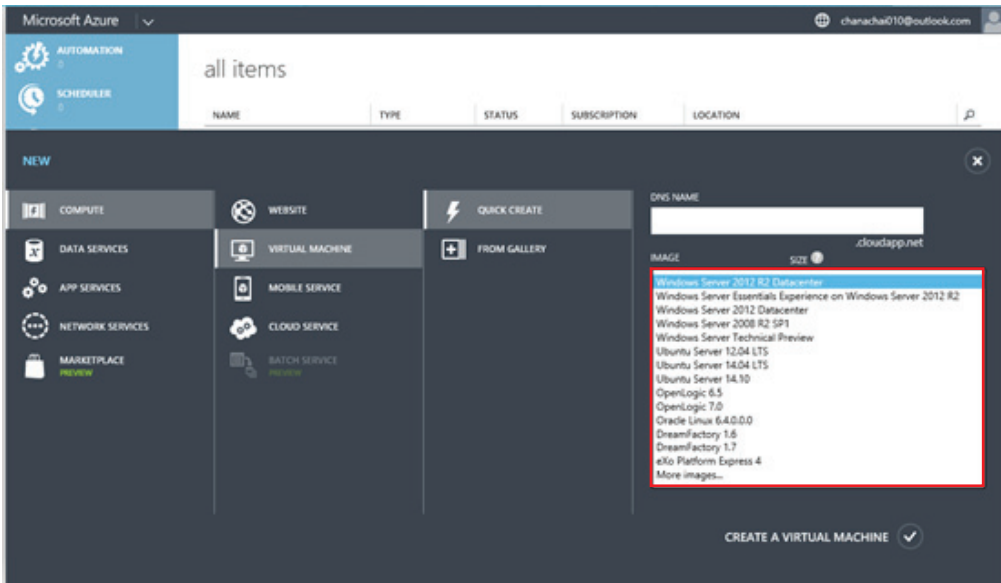 Microsoft Azure
chanachai010@outlook.com
AUTOMATION
0
SCHEDULER
0
all items
NAME TYPE STATUS SUBSCRIPTION LOCATION
NEW
COMPUTE
DATA SERVICES
APP SERVICES
NETWORK SERVICES
MARKETPLACE
PREVIEW
WEBSITE
VIRTUAL MACHINE
MOBILE SERVICE
CLOUD SERVICE
BATCH SERVICE
PREVIEW
QUICK CREATE
FROM GALLERY
DNS NAME
.cloudapp.net
IMAGE SIZE
Windows Server 2012 R2 Datacenter
Windows Server Essentials Experience on Windows Server 2012 R2
Windows Server 2012 Datacenter
Windows Server 2008 R2 SP1
Windows Server Technical Preview
Ubuntu Server 12.04 LTS
Ubuntu Server 14.04 LTS
Ubuntu Server 14.10
OpenLogic 6.5
OpenLogic 7.0
Oracle Linux 6.4.0.0.0
DreamFactory 1.6
DreamFactory 1.7
eXo Platform Express 4
More images...
CREATE A VIRTUAL MACHINE